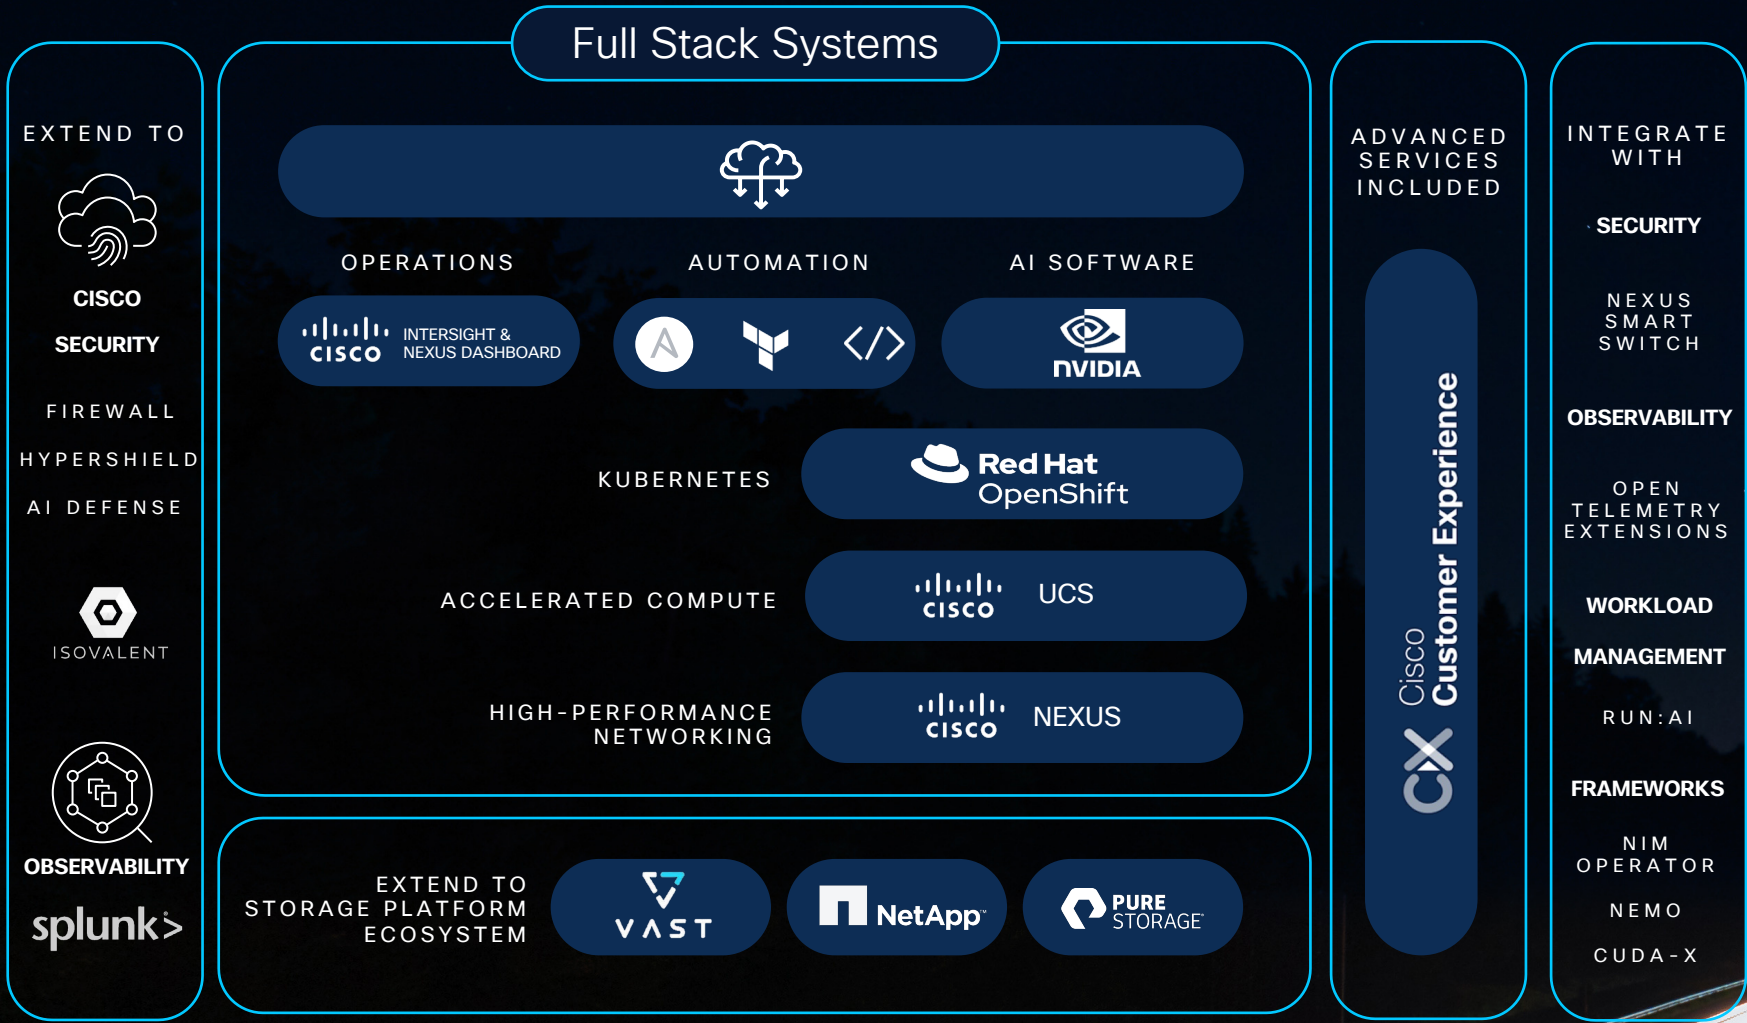 Full Stack Systems
EXTEND TO
CISCO
SECURITY
FIREWALL
HYPERSHIELD
AI DEFENSE
ISOVALENT
OBSERVABILITY
splunk>
OPERATIONS
CISCO
INTERSIGHT &
NEXUS DASHBOARD
AUTOMATION
A
</>
AI SOFTWARE
NVIDIA
KUBERNETES
Red Hat
OpenShift
ACCELERATED COMPUTE
CISCO
UCS
HIGH-PERFORMANCE
NETWORKING
CISCO
NEXUS
EXTEND TO
STORAGE PLATFORM
ECOSYSTEM
VAST
NetApp™
PURE
STORAGE®
ADVANCED
SERVICES
INCLUDED
CX
Cisco
Customer Experience
INTEGRATE
WITH
SECURITY
NEXUS
SMART
SWITCH
OBSERVABILITY
OPEN
TELEMETRY
EXTENSIONS
WORKLOAD
MANAGEMENT
RUN:AI
FRAMEWORKS
NIM
OPERATOR
NEMO
CUDA-X